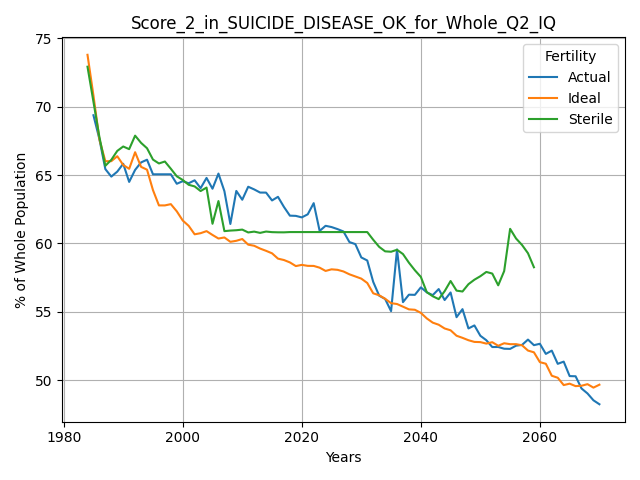 Score_2_in_SUICIDE_DISEASE_OK_for_Whole_Q2_IQ
% of Whole Population
75
70
65
60
55
50
Fertility
Actual
Ideal
Sterile
1980
2000
2020
2040
2060
Years